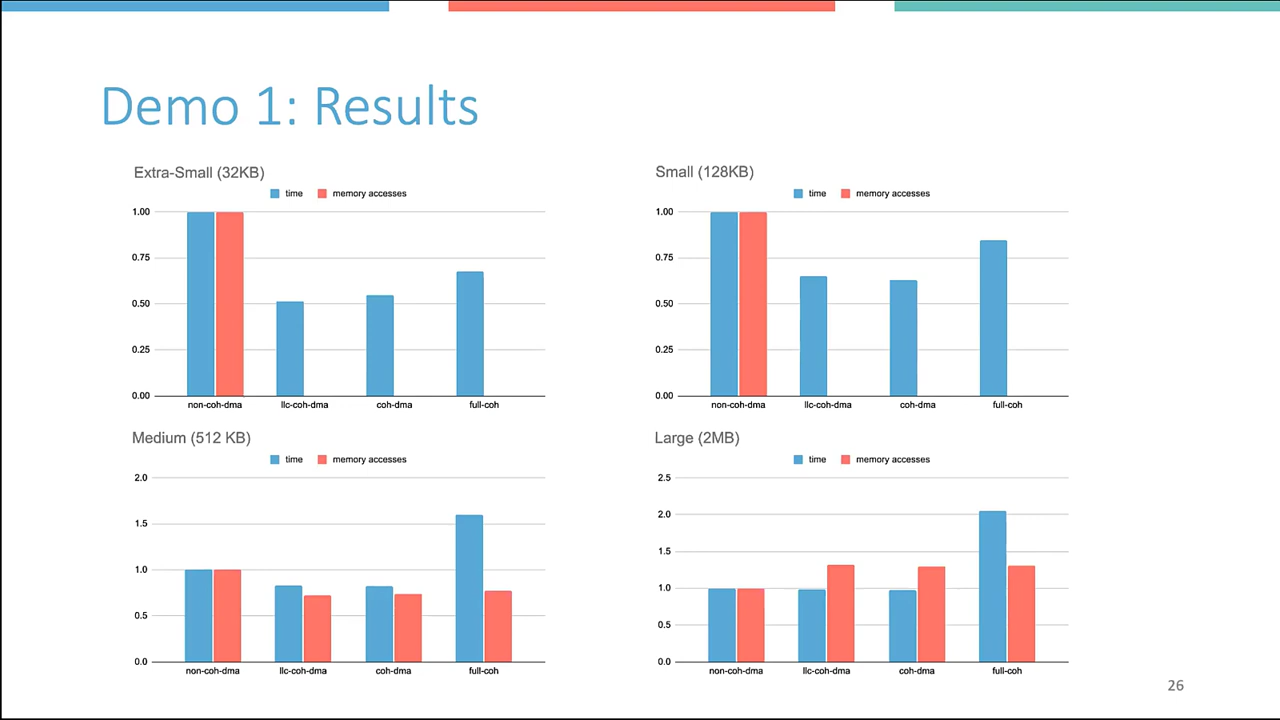 Demo 1: Results
Extra-Small (32KB)
time memory accesses
1.00
0.75
0.50
0.25
0.00
non-coh-dma llc-coh-dma coh-dma full-coh
Small (128KB)
time memory accesses
1.00
0.75
0.50
0.25
0.00
non-coh-dma llc-coh-dma coh-dma full-coh
Medium (512 KB)
time memory accesses
2.0
1.5
1.0
0.5
0.0
non-coh-dma llc-coh-dma coh-dma full-coh
Large (2MB)
time memory accesses
2.5
2.0
1.5
1.0
0.5
0.0
non-coh-dma llc-coh-dma coh-dma full-coh
26